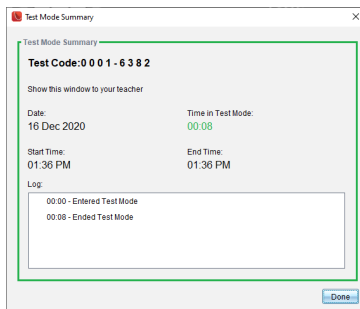 Test Mode Summary
Test Mode Summary
Test Code:0 0 0 1 - 6 3 8 2
Show this window to your teacher
Date:
Time in Test Mode:
16 Dec 2020
00:08
Start Time:
End Time:
01:36 PM
01:36 PM
Log:
00:00 - Entered Test Mode
00:08 - Ended Test Mode
Done